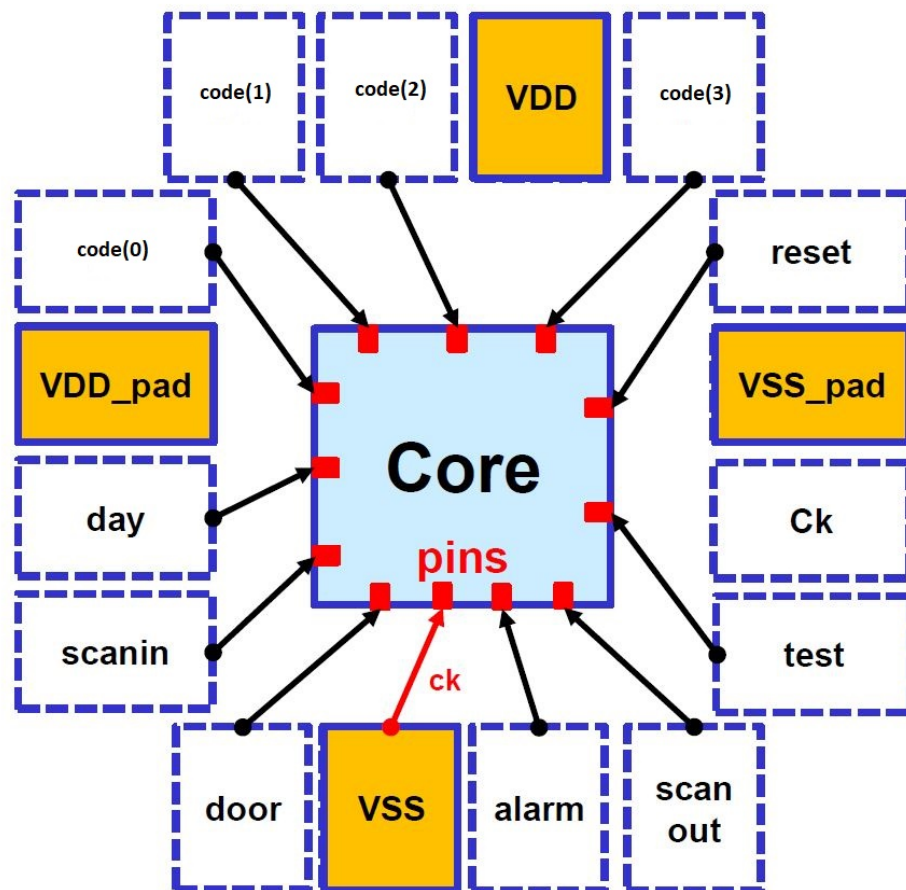 code(1)
code(2)
VDD
code(3)
code(0)
reset
VDD_pad
VSS_pad
Core
day
Ck
pins
scanin
test
ck
door
VSS
alarm
scan
out